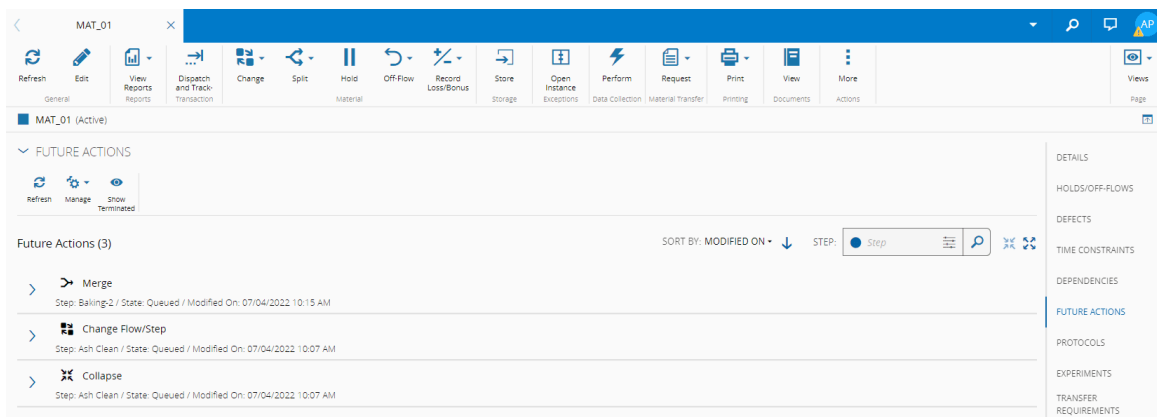 MAT_01
AP
Refresh
Edit
View Reports
Dispatch and Track-
Change
Split
Hold
Off-Flow
Record Loss/Bonus
Store
Open Instance
Perform
Request
Print
View
More
Views
General
Reports
Transaction
Material
Storage
Exceptions
Data Collection
Material Transfer
Printing
Documents
Actions
Page
MAT_01 (Active)
FUTURE ACTIONS
Refresh
Manage
Show Terminated
Future Actions (3)
SORT BY: MODIFIED ON
STEP:
Step
Merge
Step: Baking-2 / State: Queued / Modified On: 07/04/2022 10:15 AM
Change Flow/Step
Step: Ash Clean / State: Queued / Modified On: 07/04/2022 10:07 AM
Collapse
Step: Ash Clean / State: Queued / Modified On: 07/04/2022 10:07 AM
DETAILS
HOLDS/OFF-FLOWS
DEFECTS
TIME CONSTRAINTS
DEPENDENCIES
FUTURE ACTIONS
PROTOCOLS
EXPERIMENTS
TRANSFER
REQUIREMENTS